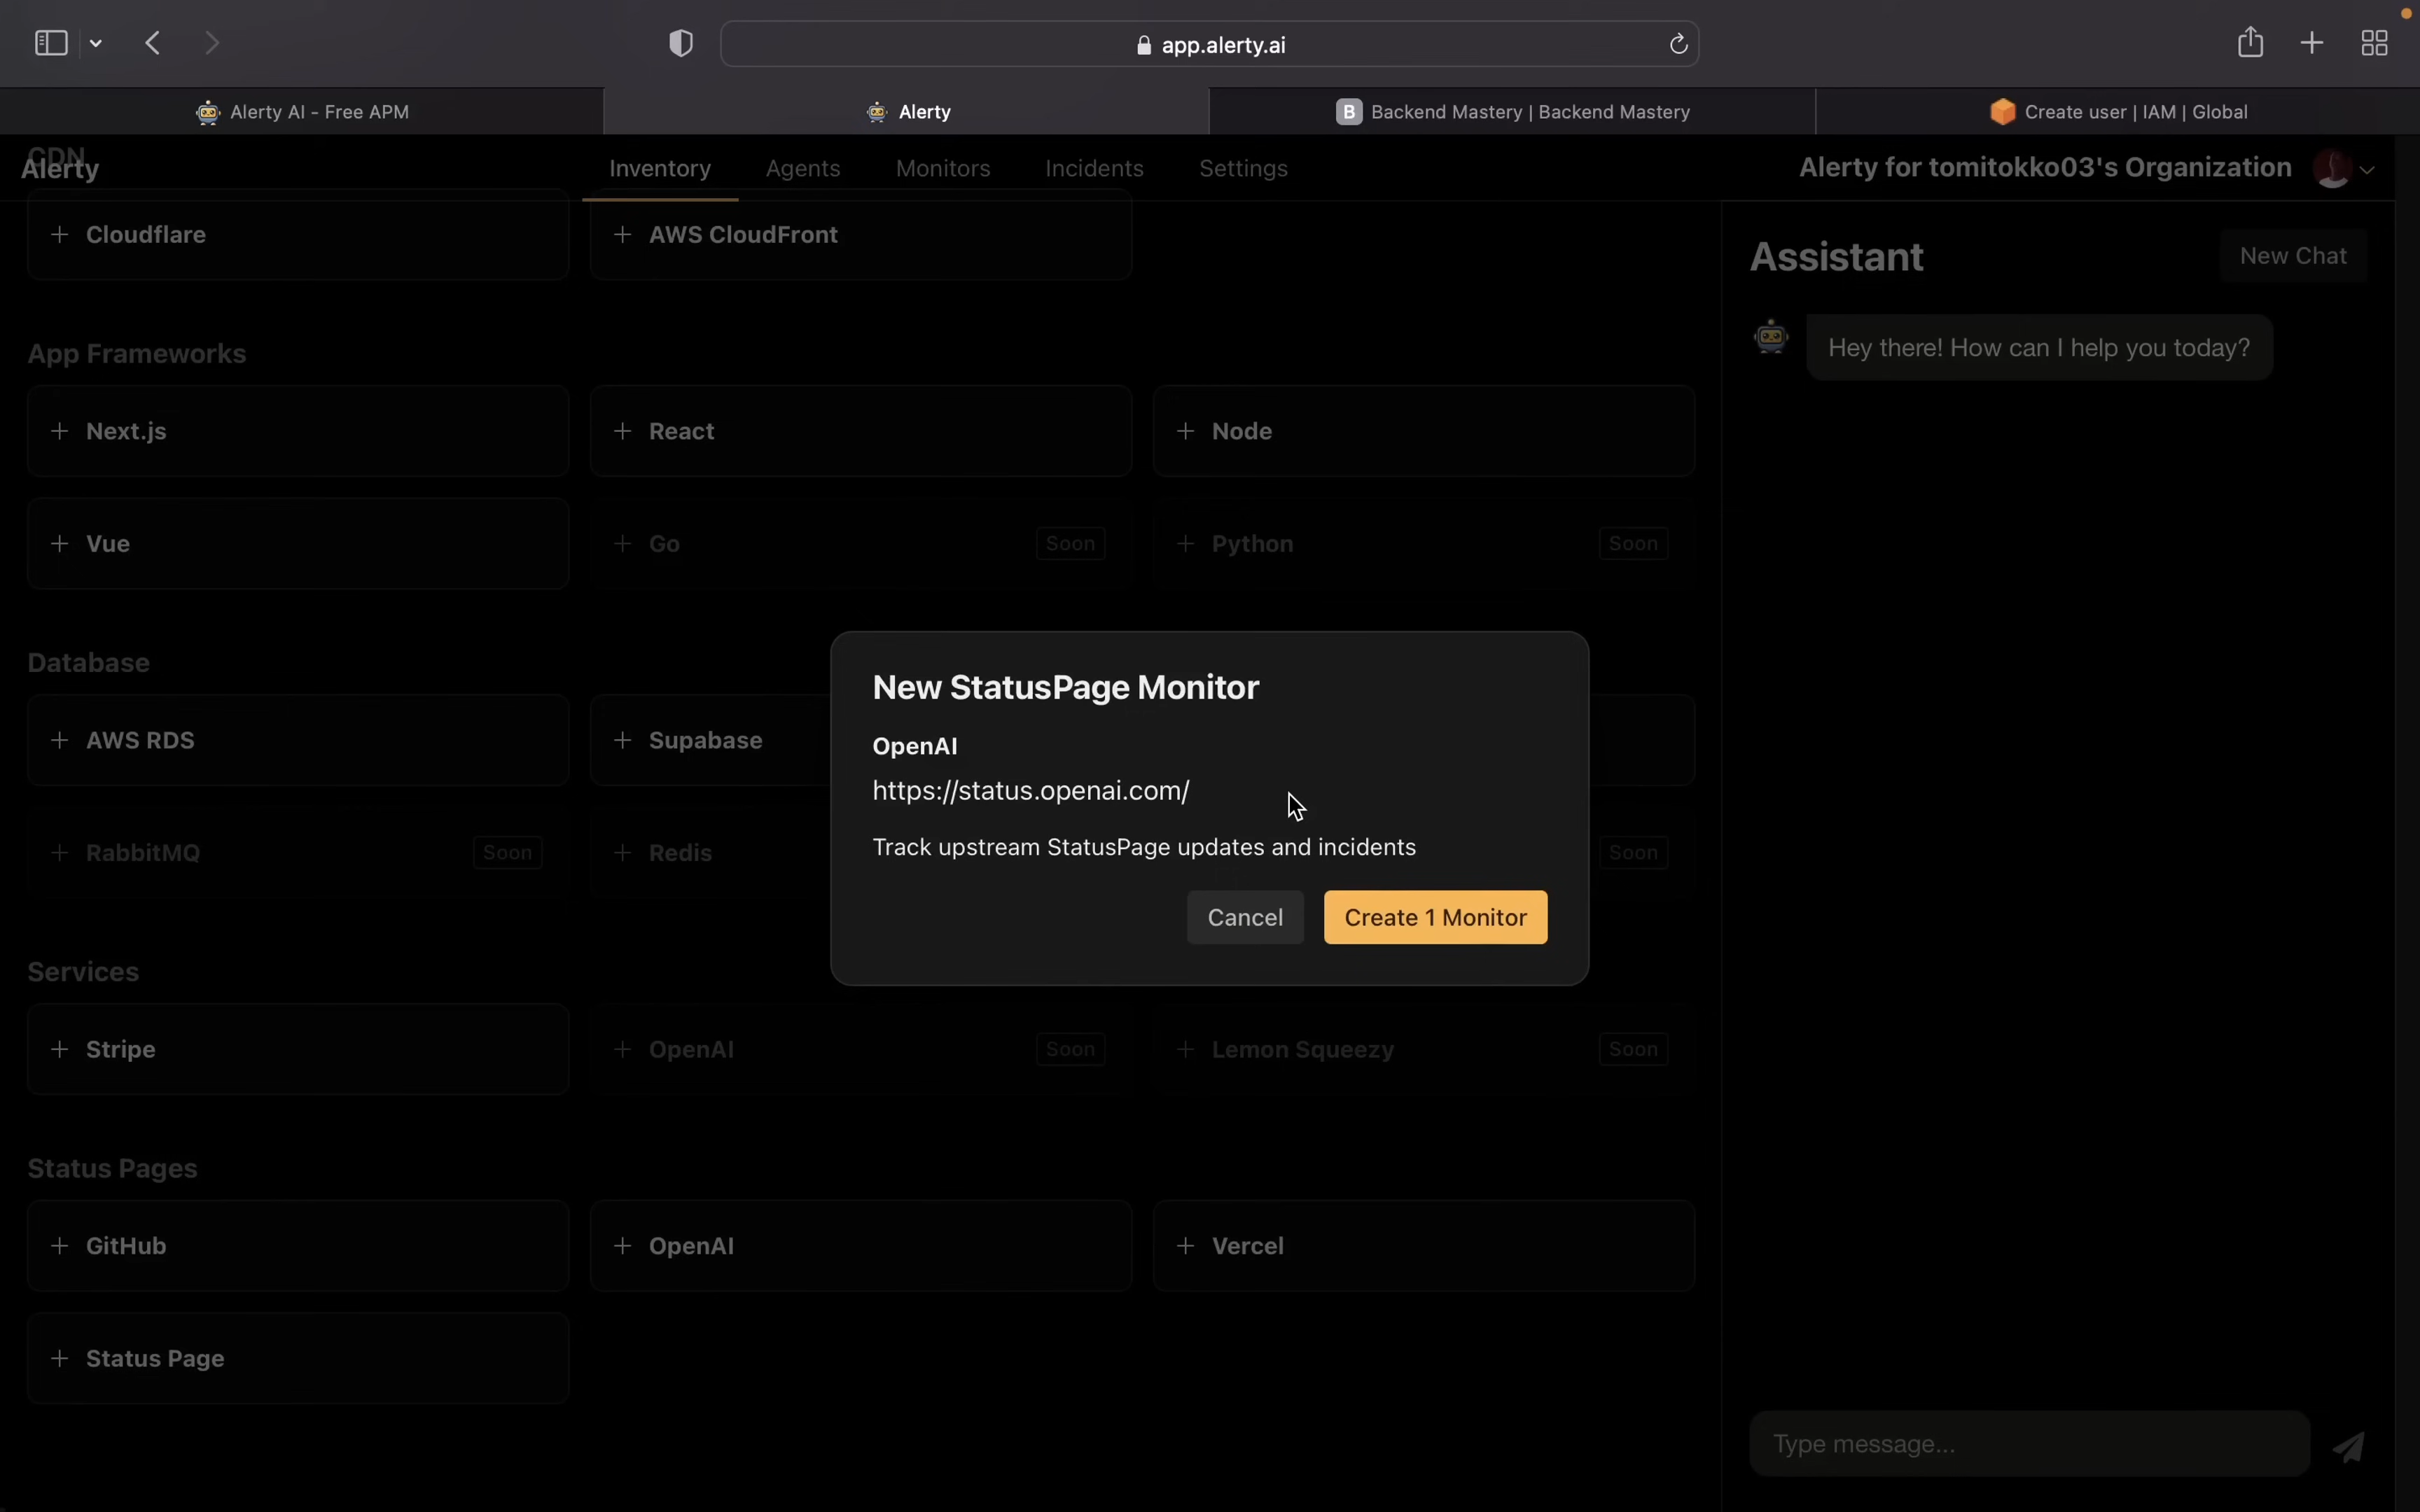 app.alerty.ai
Alerty AI - Free APM
Alerty
B Backend Mastery | Backend Mastery
Create user | IAM | Global
CDN
Alerty
Inventory
Agents
Monitors
Incidents
Settings
Alerty for tomitokko03's Organization
+ Cloudflare
+ AWS CloudFront
App Frameworks
+ Next.js
+ React
+ Node
+ Vue
+ Go Soon
+ Python Soon
Database
+ AWS RDS
+ Supabase
+ RabbitMQ Soon
+ Redis
Soon
Services
+ Stripe
+ OpenAI Soon
+ Lemon Squeezy Soon
Status Pages
+ GitHub
+ OpenAI
+ Vercel
+ Status Page
New StatusPage Monitor
OpenAI
https://status.openai.com/
Track upstream StatusPage updates and incidents
Cancel
Create 1 Monitor
Assistant
New Chat
Hey there! How can I help you today?
Type message...